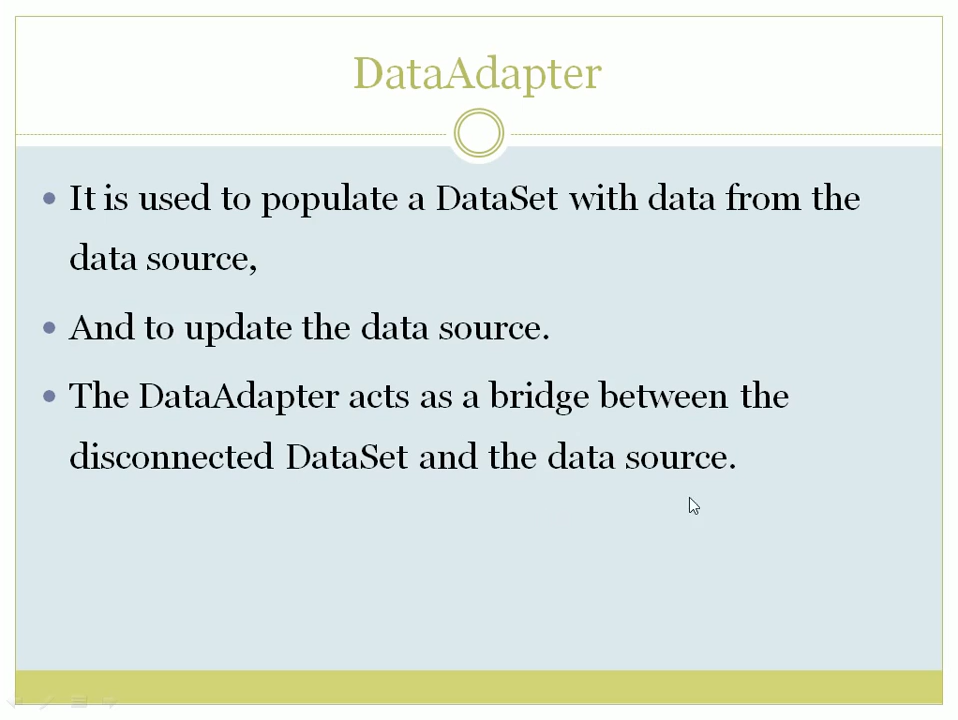 DataAdapter
• It is used to populate a DataSet with data from the
data source,
• And to update the data source.
• The DataAdapter acts as a bridge between the
disconnected DataSet and the data source.